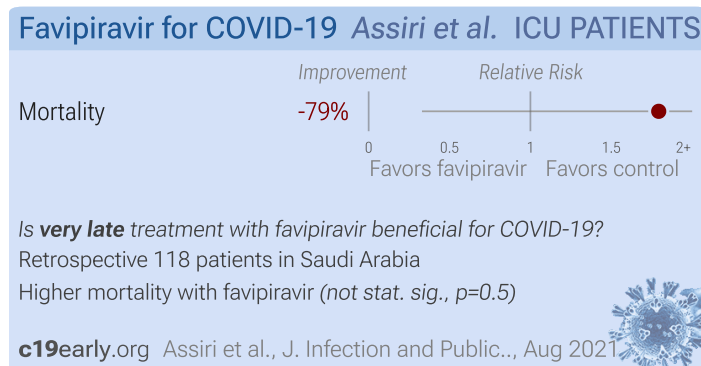 Favipiravir for COVID-19 Assiri et al. ICU PATIENTS
Improvement Relative Risk
Mortality -79%
0 0.5 1 1.5 2+
Favors favipiravir Favors control
Is very late treatment with favipiravir beneficial for COVID-19?
Retrospective 118 patients in Saudi Arabia
Higher mortality with favipiravir (not stat. sig., p=0.5)
c19early.org Assiri et al., J. Infection and Public.., Aug 2021